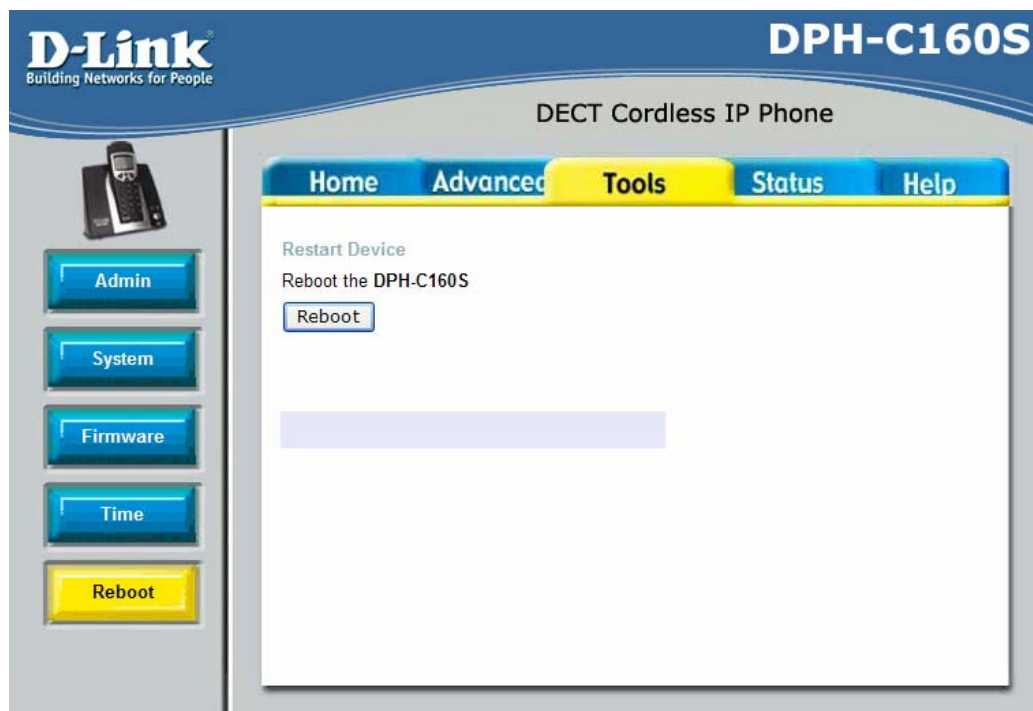 D-Link
Building Networks for People
DPH-C160S
DECT Cordless IP Phone
Home Advanced Tools Status Help
Admin
System
Firmware
Time
Reboot
Restart Device
Reboot the DPH-C160S
Reboot